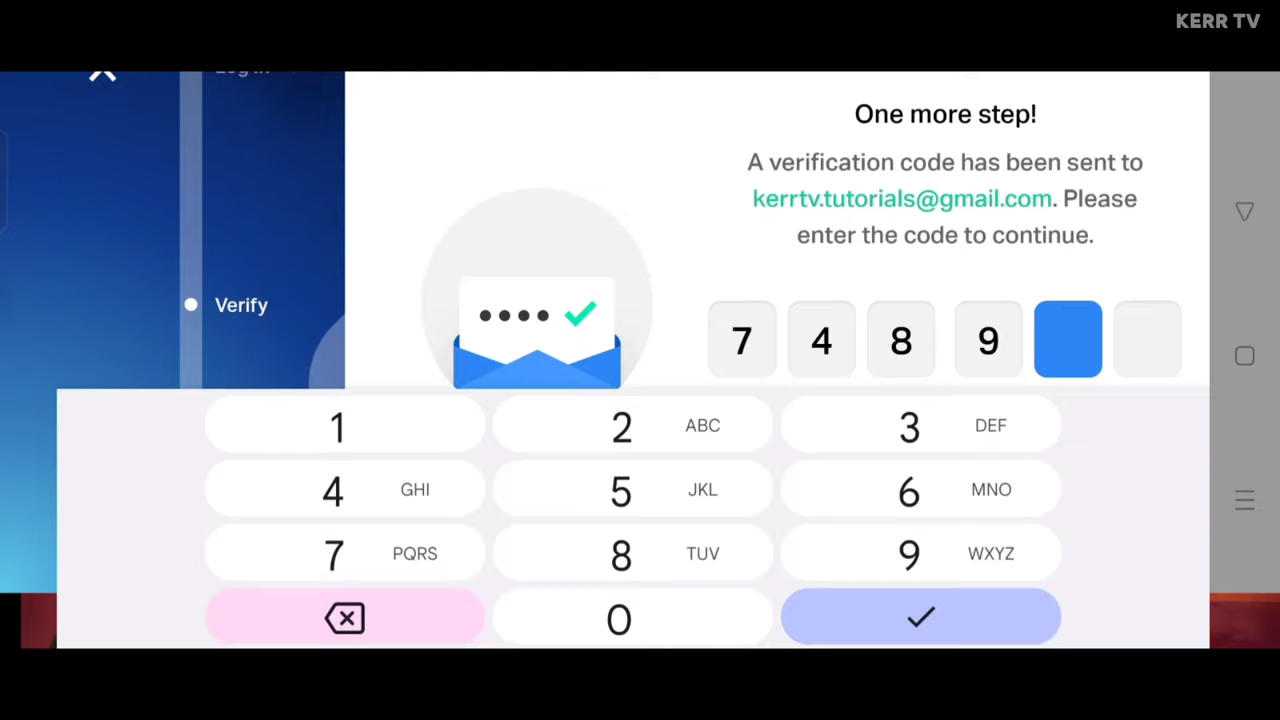 KERR TV
One more step!
A verification code has been sent to
kerrtv.tutorials@gmail.com. Please
enter the code to continue.
Verify
7 4 8 9
1
2 ABC
3 DEF
4 GHI
5 JKL
6 MNO
7 PQRS
8 TUV
9 WXYZ
0